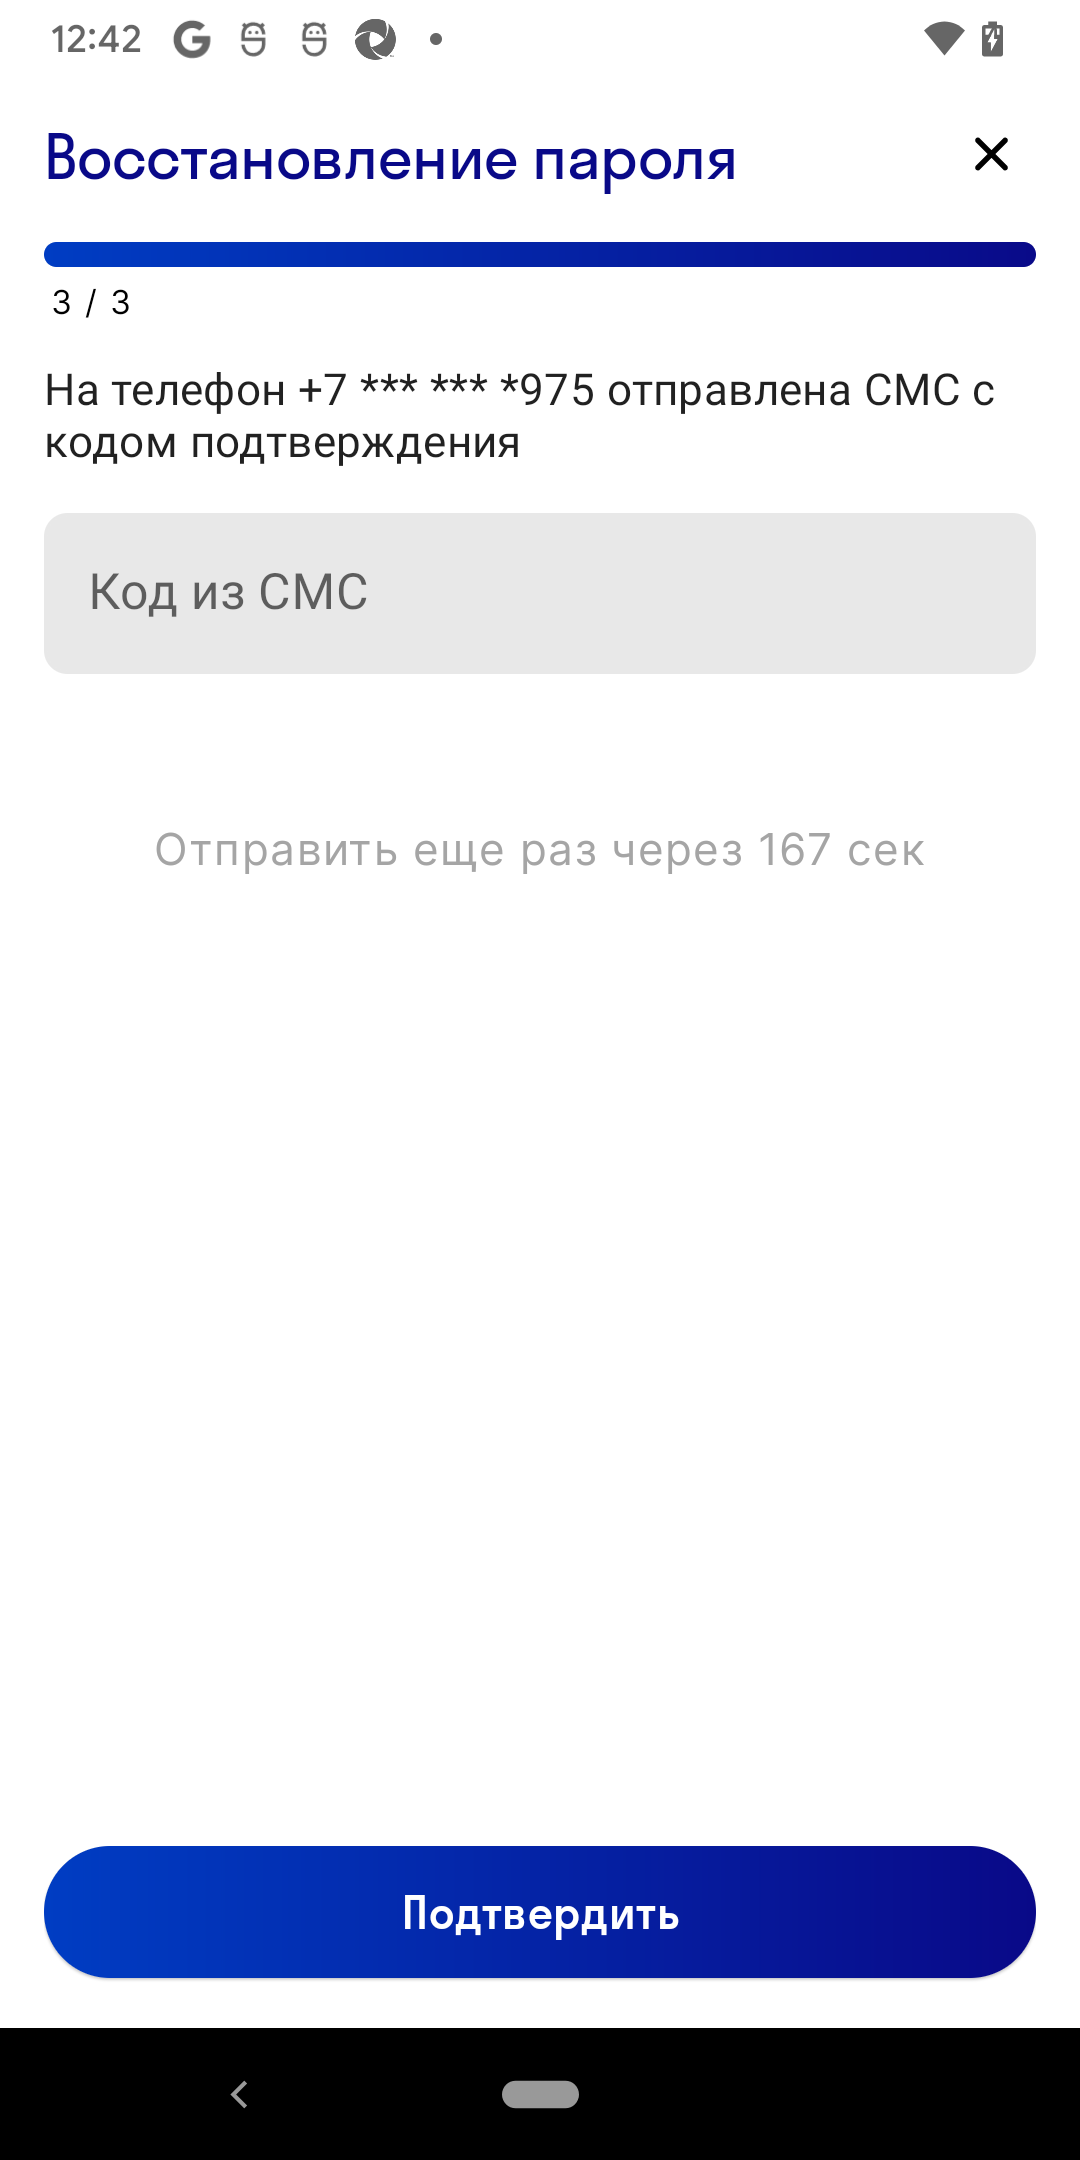 12:42
Восстановление пароля
3 / 3
На телефон +7 *** *** *975 отправлена СМС с
кодом подтверждения
Код из СМС
Отправить еще раз через 167 сек
Подтвердить